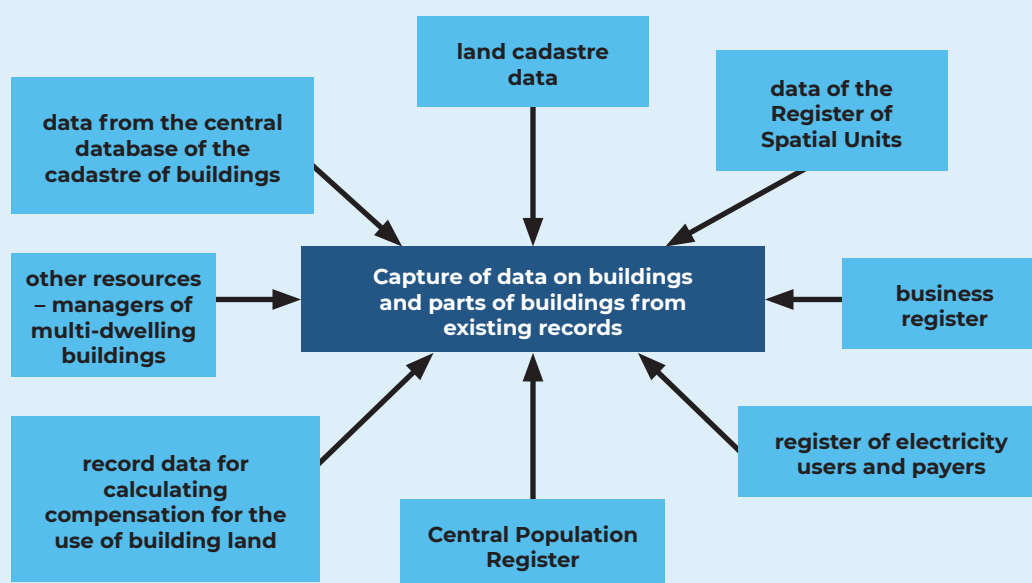 land cadastre
data
data from the central
database of the
cadastre of buildings
data of the
Register of
Spatial Units
other resources
– managers of
multi-dwelling
buildings
Capture of data on buildings
and parts of buildings from
existing records
business
register
record data for
calculating
compensation for the
use of building land
Central Population
Register
register of electricity
users and payers